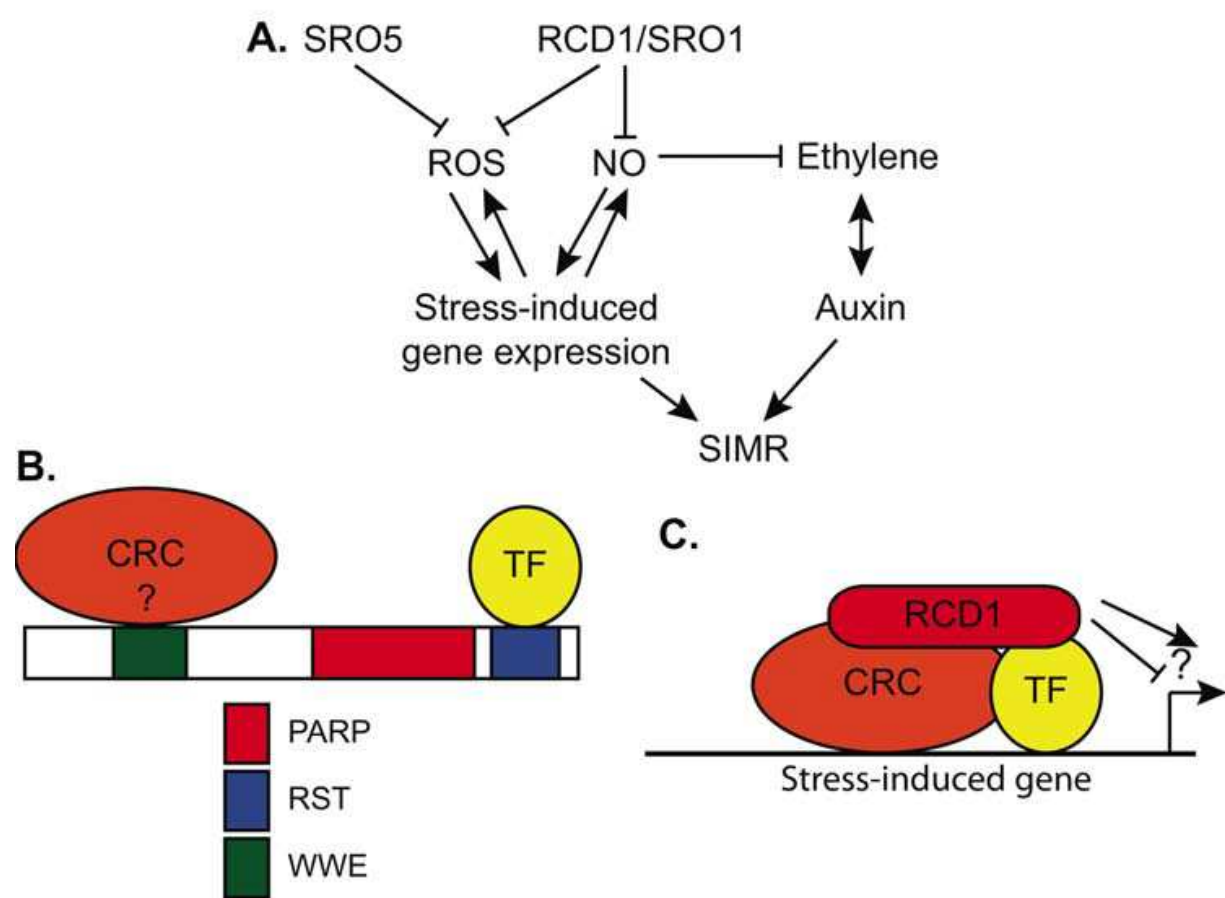 A. SRO5 RCD1/SRO1
ROS NO Ethylene
Stress-induced
gene expression
Auxin
SIMR
B.
CRC
?
TF
PARP
RST
WWE
C.
RCD1
?
CRC
TF
Stress-induced gene